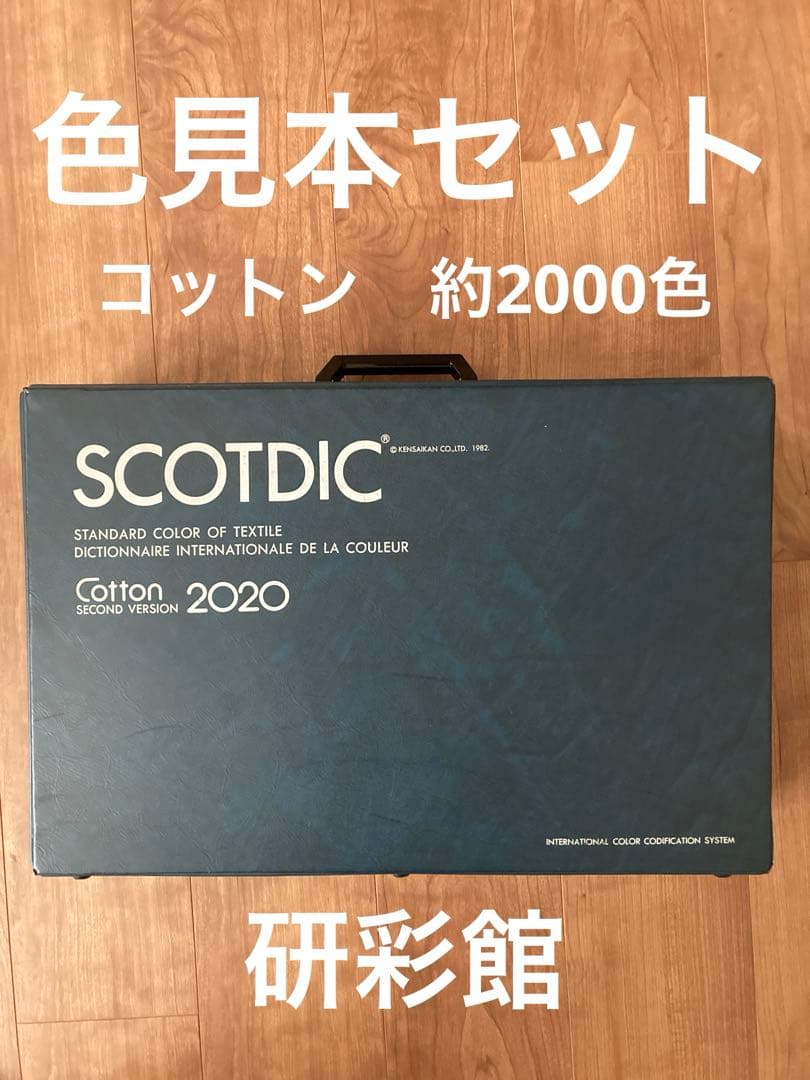 色見本セット
コットン　約2000色
SCOTDIC® © KENSAIKAN CO.,LTD. 1982.
STANDARD COLOR OF TEXTILE
DICTIONNAIRE INTERNATIONALE DE LA COULEUR
Cotton
SECOND VERSION 2020
INTERNATIONAL COLOR CODIFICATION SYSTEM
研彩館